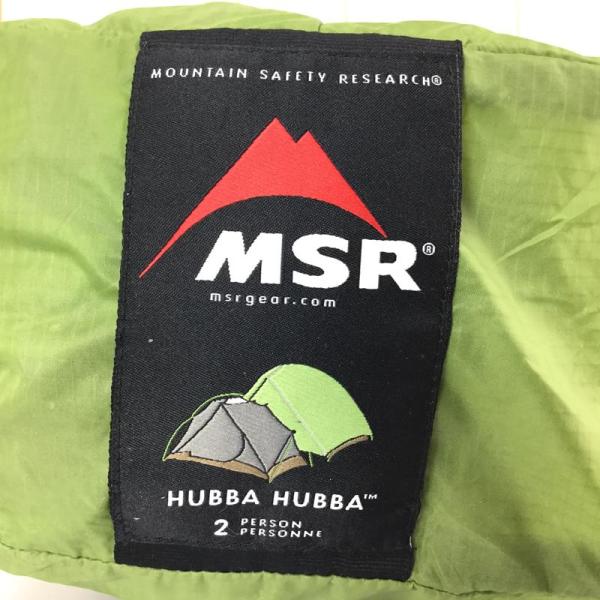 MOUNTAIN SAFETY RESEARCH®
MSR®
msrgear.com
HUBBA HUBBA™
2 PERSON
PERSONNE